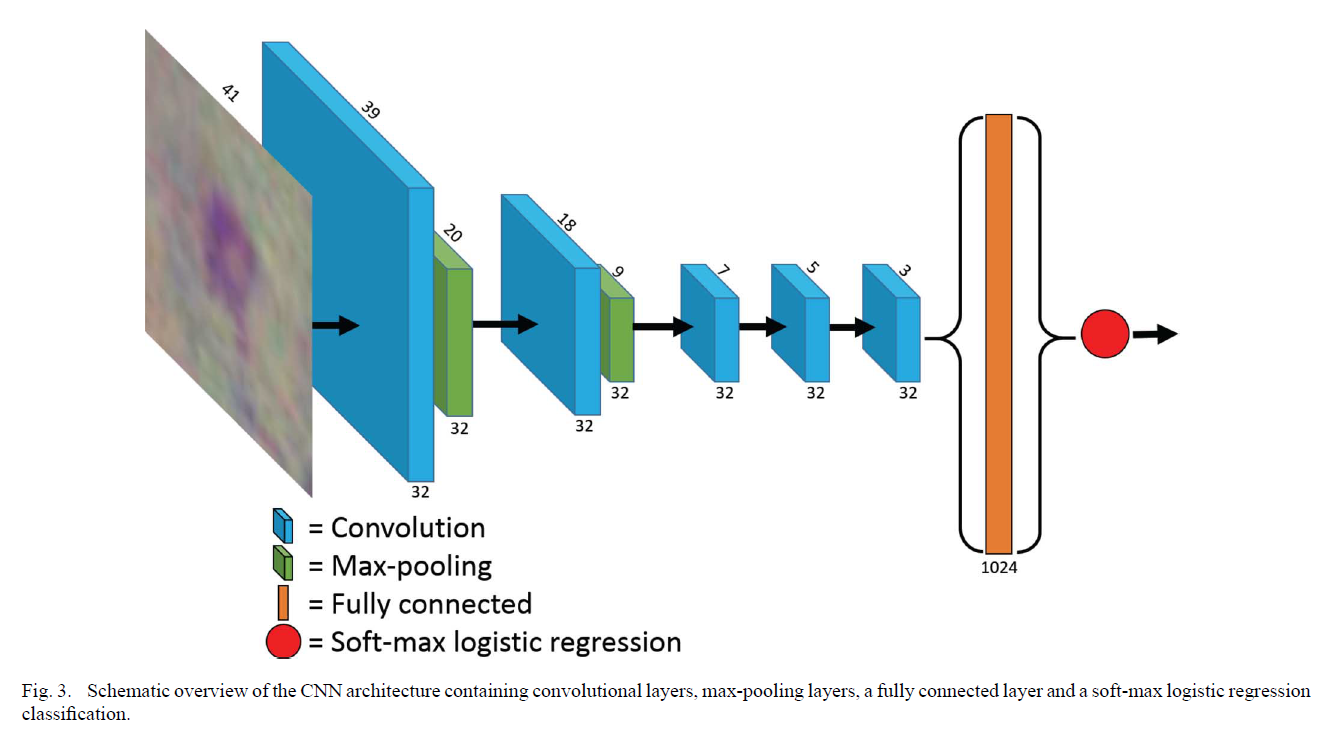 41
39
20
18
9
7
5
3
32
32
32
32
32
32
32
1024
= Convolution
= Max-pooling
= Fully connected
= Soft-max logistic regression
Fig. 3. Schematic overview of the CNN architecture containing convolutional layers, max-pooling layers, a fully connected layer and a soft-max logistic regression
classification.